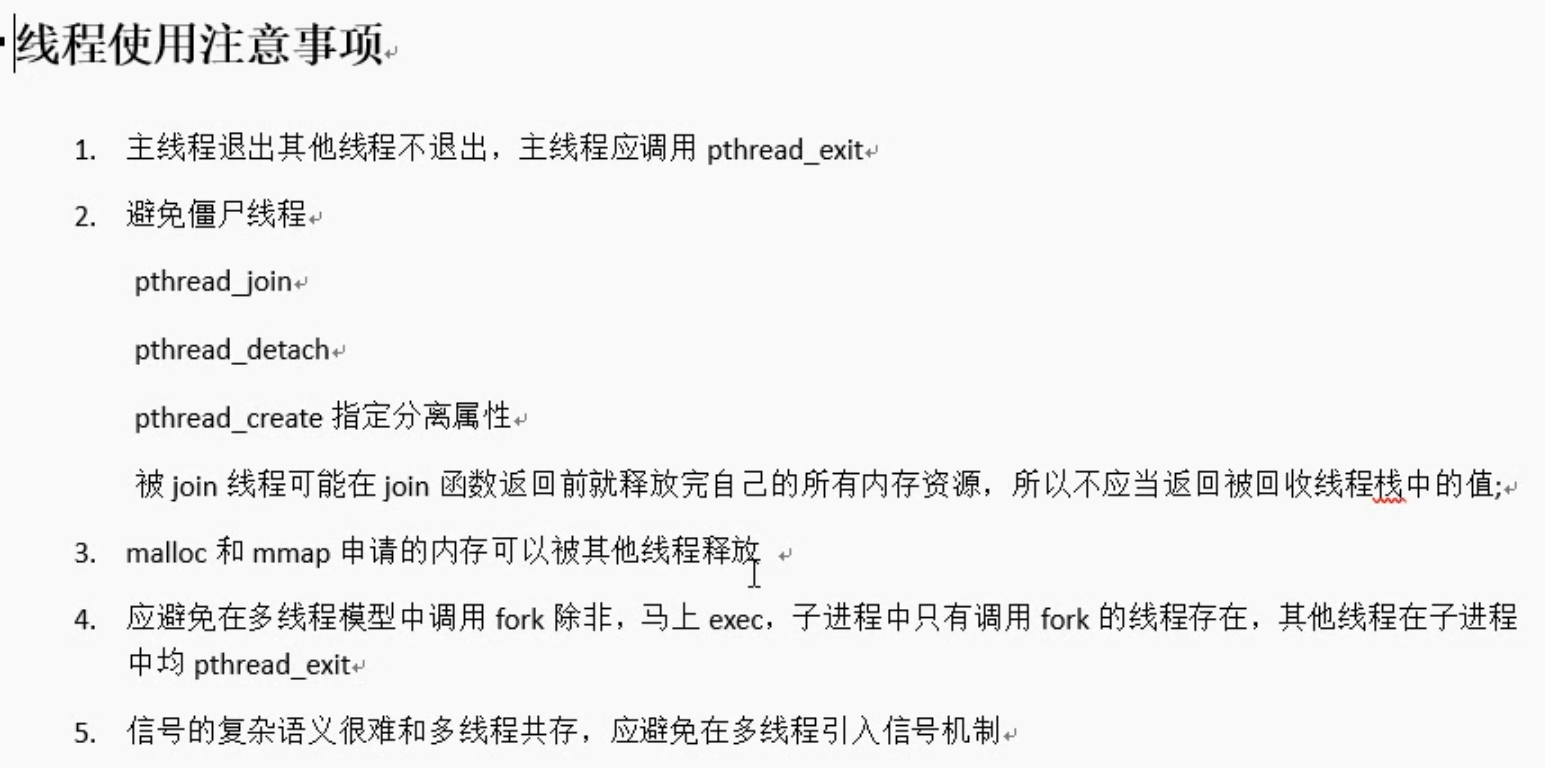 线程使用注意事项
1. 主线程退出其他线程不退出，主线程应调用 pthread_exit
2. 避免僵尸线程
pthread_join
pthread_detach
pthread_create 指定分离属性
被 join 线程可能在 join 函数返回前就释放完自己的所有内存资源，所以不应当返回被回收线程栈中的值;
3. malloc 和 mmap 申请的内存可以被其他线程释放
4. 应避免在多线程模型中调用 fork 除非，马上 exec，子进程中只有调用 fork 的线程存在，其他线程在子进程
中均 pthread_exit
5. 信号的复杂语义很难和多线程共存，应避免在多线程引入信号机制